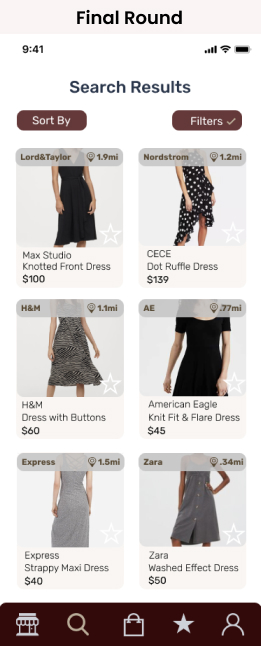 Final Round
9:41
Search Results
Sort By
Filters
Lord&Taylor 1.9mi
Nordstrom 1.2mi
Max Studio
Knotted Front Dress
$100
CECE
Dot Ruffle Dress
$139
H&M 1.1mi
AE .77mi
H&M
Dress with Buttons
$60
American Eagle
Knit Fit & Flare Dress
$45
Express 1.5mi
Zara .34mi
Express
Strappy Maxi Dress
$40
Zara
Washed Effect Dress
$50